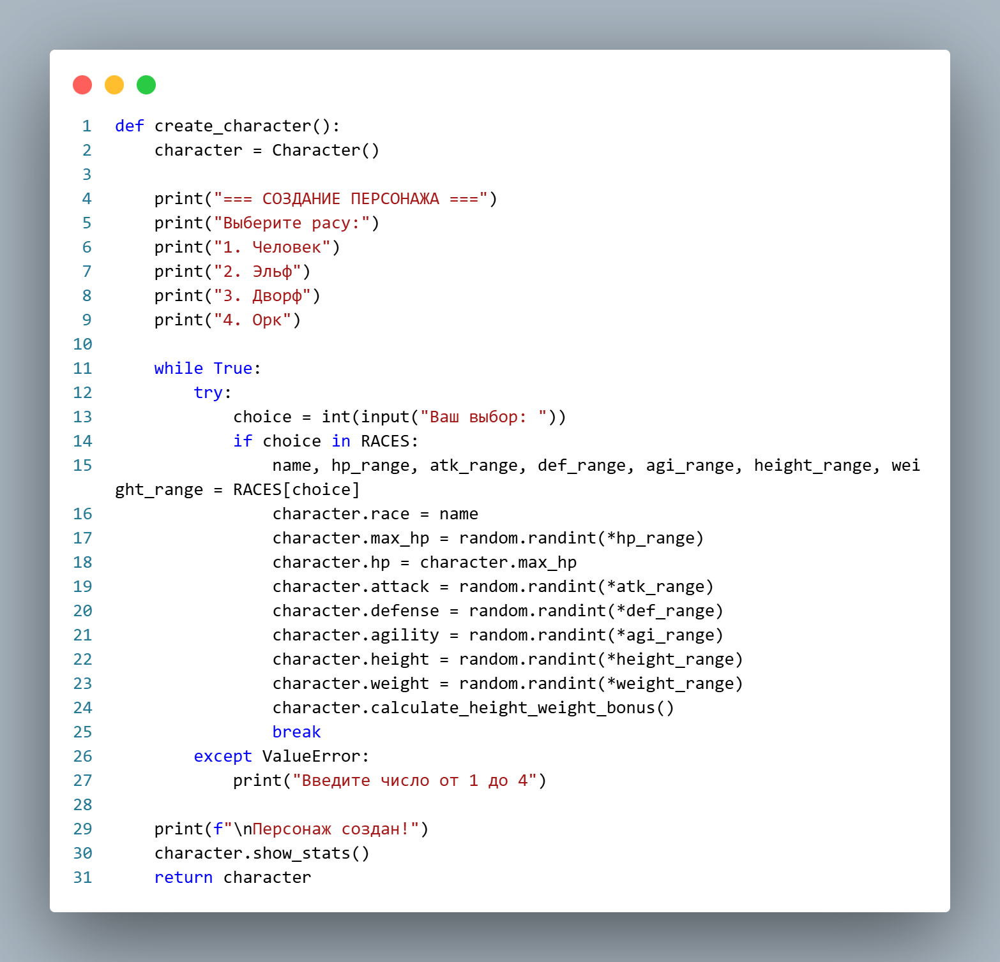 1 def create_character():
2     character = Character()
3
4     print("=== СОЗДАНИЕ ПЕРСОНАЖА ===")
5     print("Выберите расу:")
6     print("1. Человек")
7     print("2. Эльф")
8     print("3. Дворф")
9     print("4. Орк")
10
11     while True:
12         try:
13             choice = int(input("Ваш выбор: "))
14             if choice in RACES:
15                 name, hp_range, atk_range, def_range, agi_range, height_range, wei
ght_range = RACES[choice]
16                 character.race = name
17                 character.max_hp = random.randint(*hp_range)
18                 character.hp = character.max_hp
19                 character.attack = random.randint(*atk_range)
20                 character.defense = random.randint(*def_range)
21                 character.agility = random.randint(*agi_range)
22                 character.height = random.randint(*height_range)
23                 character.weight = random.randint(*weight_range)
24                 character.calculate_height_weight_bonus()
25                 break
26         except ValueError:
27             print("Введите число от 1 до 4")
28
29     print(f"\nПерсонаж создан!")
30     character.show_stats()
31     return character